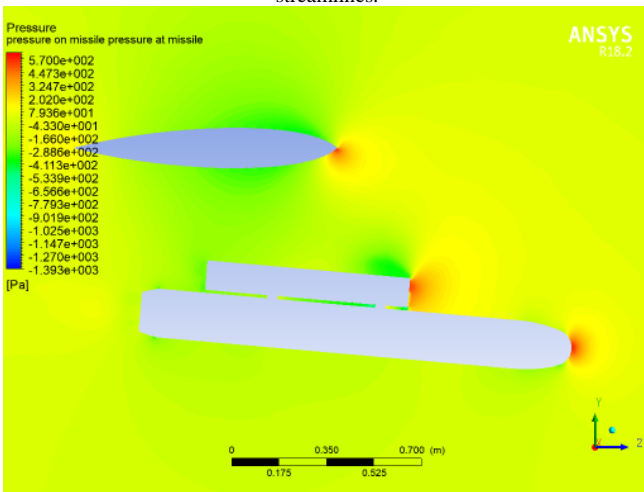 streamlines.
Pressure
pressure on missile pressure at missile
5.700e+002
4.473e+002
3.247e+002
2.020e+002
7.936e+001
-4.330e+001
-1.660e+002
-2.886e+002
-4.113e+002
-5.339e+002
-6.566e+002
-7.793e+002
-9.019e+002
-1.025e+003
-1.147e+003
-1.270e+003
-1.393e+003
[Pa]
ANSYS
R18.2
0 0.350 0.700 (m)
0.175 0.525
Y
X
Z